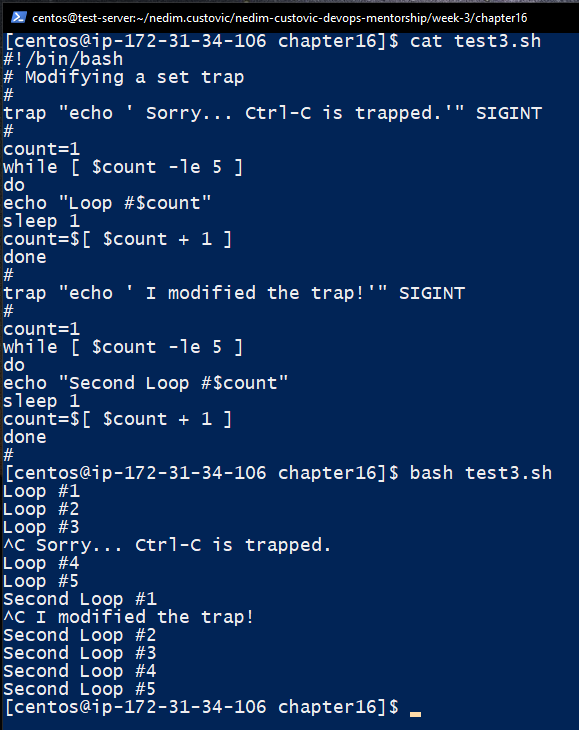 centos@test-server:~/nedim.custovic/nedim-custovic-devops-mentorship/week-3/chapter16
[centos@ip-172-31-34-106 chapter16]$ cat test3.sh
#!/bin/bash
# Modifying a set trap
#
trap "echo ' Sorry... Ctrl-C is trapped.'" SIGINT
#
count=1
while [ $count -le 5 ]
do
echo "Loop #$count"
sleep 1
count=$[ $count + 1 ]
done
#
trap "echo ' I modified the trap!'" SIGINT
#
count=1
while [ $count -le 5 ]
do
echo "Second Loop #$count"
sleep 1
count=$[ $count + 1 ]
done
#
[centos@ip-172-31-34-106 chapter16]$ bash test3.sh
Loop #1
Loop #2
Loop #3
^C Sorry... Ctrl-C is trapped.
Loop #4
Loop #5
Second Loop #1
^C I modified the trap!
Second Loop #2
Second Loop #3
Second Loop #4
Second Loop #5
[centos@ip-172-31-34-106 chapter16]$